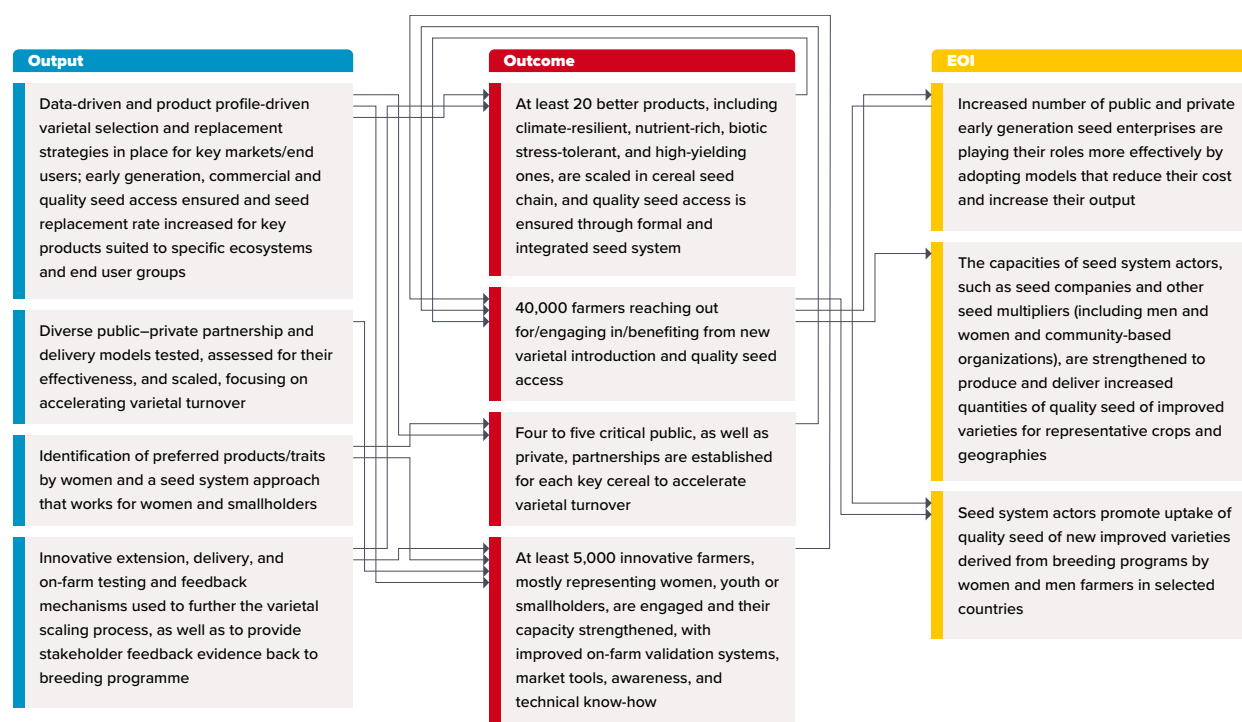 Output
Data-driven and product profile-driven
varietal selection and replacement
strategies in place for key markets/end
users; early generation, commercial and
quality seed access ensured and seed
replacement rate increased for key
products suited to specific ecosystems
and end user groups
Diverse public–private partnership and
delivery models tested, assessed for their
effectiveness, and scaled, focusing on
accelerating varietal turnover
Identification of preferred products/traits
by women and a seed system approach
that works for women and smallholders
Innovative extension, delivery, and
on-farm testing and feedback
mechanisms used to further the varietal
scaling process, as well as to provide
stakeholder feedback evidence back to
breeding programme
Outcome
At least 20 better products, including
climate-resilient, nutrient-rich, biotic
stress-tolerant, and high-yielding
ones, are scaled in cereal seed
chain, and quality seed access is
ensured through formal and
integrated seed system
40,000 farmers reaching out
for/engaging in/benefiting from new
varietal introduction and quality seed
access
Four to five critical public, as well as
private, partnerships are established
for each key cereal to accelerate
varietal turnover
At least 5,000 innovative farmers,
mostly representing women, youth or
smallholders, are engaged and their
capacity strengthened, with
improved on-farm validation systems,
market tools, awareness, and
technical know-how
EOI
Increased number of public and private
early generation seed enterprises are
playing their roles more effectively by
adopting models that reduce their cost
and increase their output
The capacities of seed system actors,
such as seed companies and other
seed multipliers (including men and
women and community-based
organizations), are strengthened to
produce and deliver increased
quantities of quality seed of improved
varieties for representative crops and
geographies
Seed system actors promote uptake of
quality seed of new improved varieties
derived from breeding programs by
women and men farmers in selected
countries